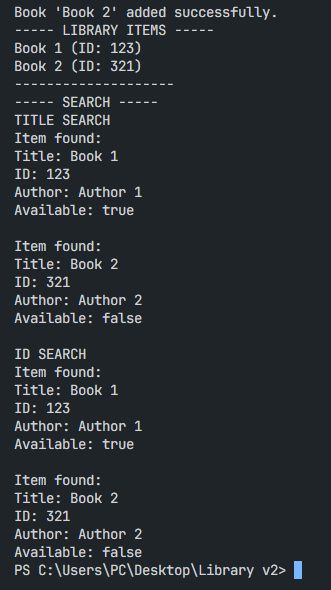 Book 'Book 2' added successfully.
----- LIBRARY ITEMS -----
Book 1 (ID: 123)
Book 2 (ID: 321)
--------------------
----- SEARCH -----
TITLE SEARCH
Item found:
Title: Book 1
ID: 123
Author: Author 1
Available: true

Item found:
Title: Book 2
ID: 321
Author: Author 2
Available: false

ID SEARCH
Item found:
Title: Book 1
ID: 123
Author: Author 1
Available: true

Item found:
Title: Book 2
ID: 321
Author: Author 2
Available: false
PS C:\Users\PC\Desktop\Library v2>